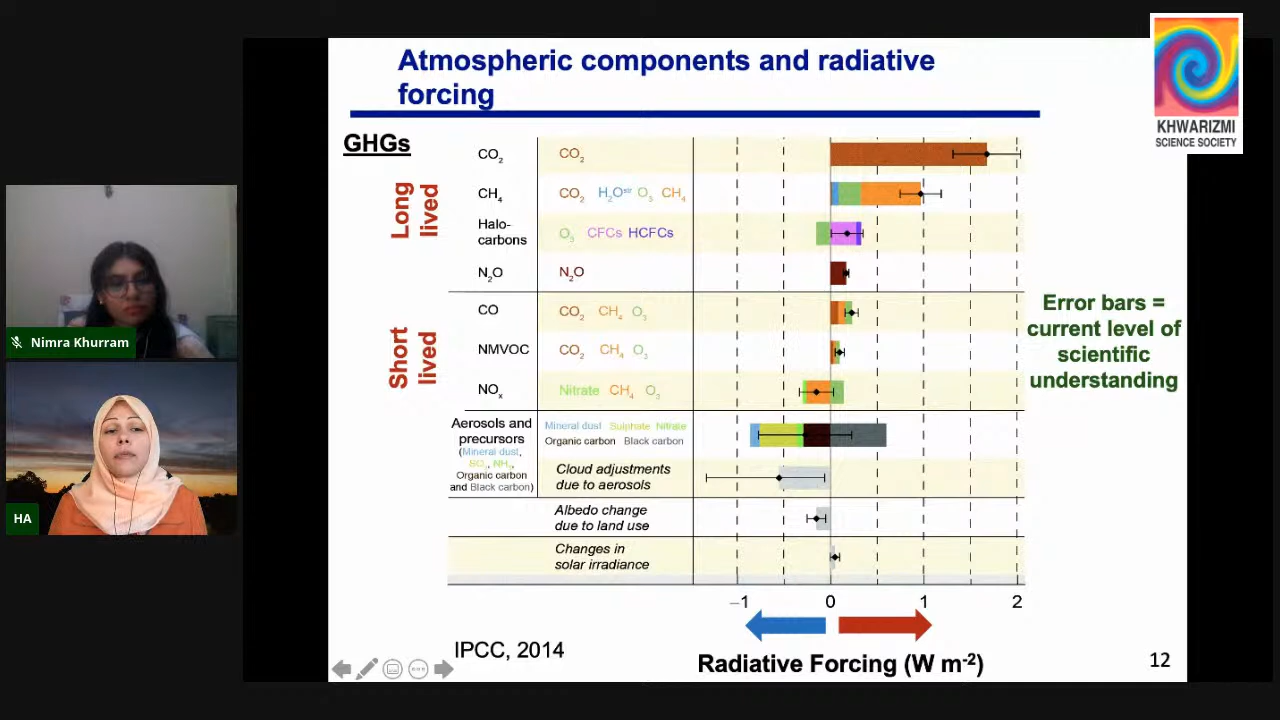 Atmospheric components and radiative
forcing
KHWARIZMI
SCIENCE SOCIETY
GHGs
Long
lived
CO2 CO2
CH4 CO2 H2Ostr O3 CH4
Halo-
carbons
O3 CFCs HCFCs
N2O N2O
Short
lived
CO CO2 CH4 O3
NMVOC CO2 CH4 O3
NOx Nitrate CH4 O3
Error bars =
current level of
scientific
understanding
Aerosols and
precursors
(Mineral dust,
SO2, NH3,
Organic carbon
and Black carbon)
Mineral dust Sulphate Nitrate
Organic carbon Black carbon
Cloud adjustments
due to aerosols
Albedo change
due to land use
Changes in
solar irradiance
−1 0 1 2
IPCC, 2014
Radiative Forcing (W m-2)
12
Nimra Khurram
HA